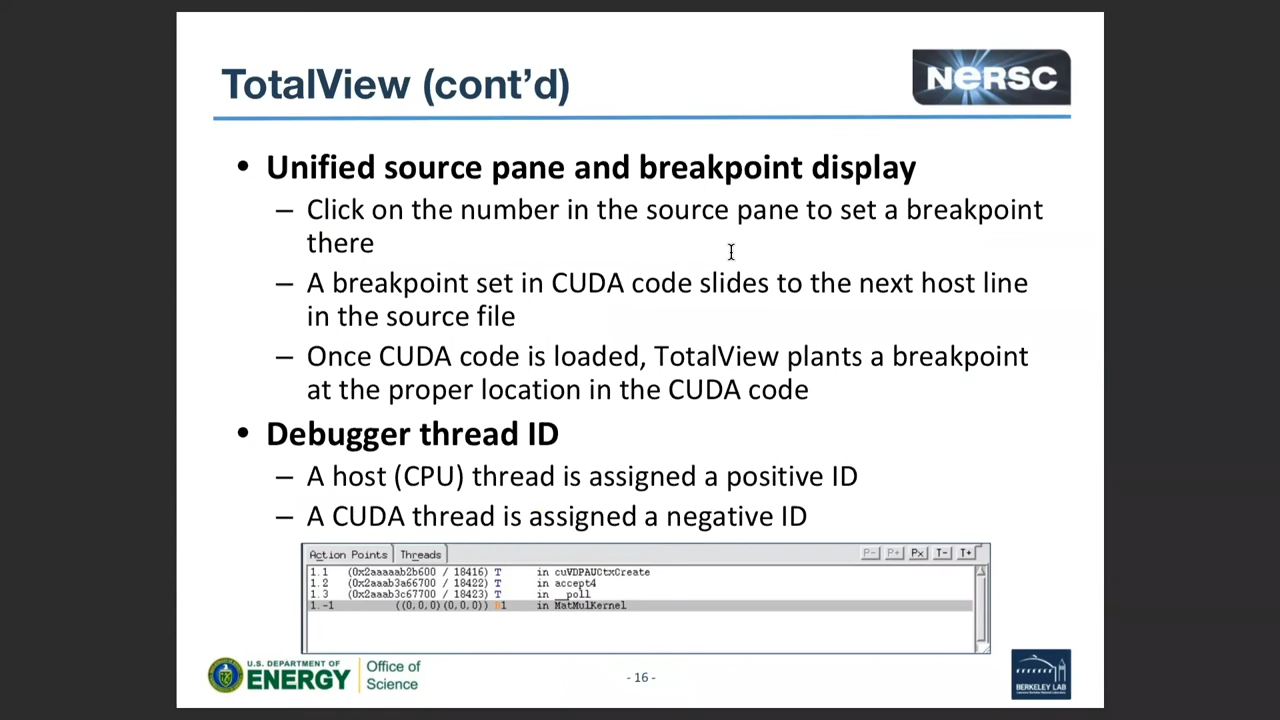 TotalView (cont'd)
NERSC
• Unified source pane and breakpoint display
– Click on the number in the source pane to set a breakpoint
there
– A breakpoint set in CUDA code slides to the next host line
in the source file
– Once CUDA code is loaded, TotalView plants a breakpoint
at the proper location in the CUDA code
• Debugger thread ID
– A host (CPU) thread is assigned a positive ID
– A CUDA thread is assigned a negative ID
Action Points Threads P- P+ Px T- T+
1.1 (0x2aaaaab2b600 / 18416) T in cuVDPAUCtxCreate
1.2 (0x2aaab3a66700 / 18422) T in accept4
1.3 (0x2aaab3c67700 / 18423) T in __poll
1.-1 ((0,0,0)(0,0,0)) B1 in MatMulKernel
U.S. DEPARTMENT OF
ENERGY
Office of
Science
- 16 -
BERKELEY LAB